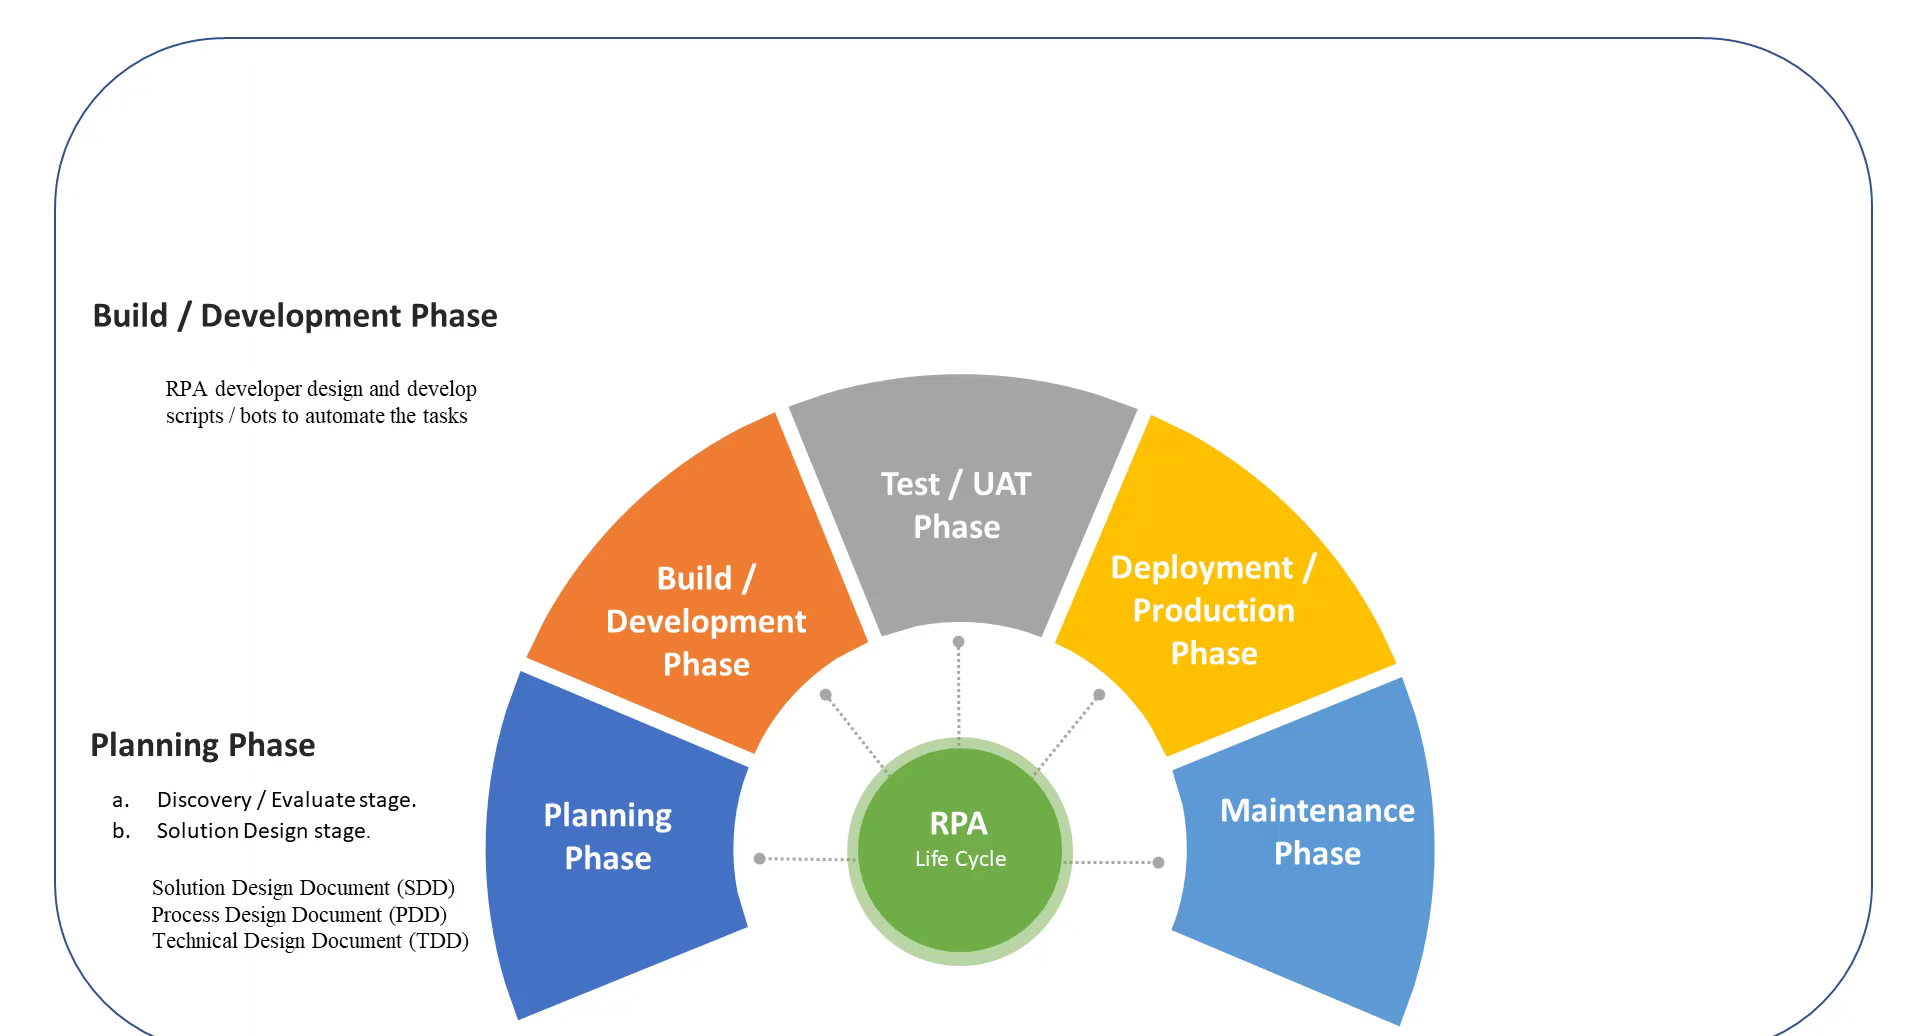 Build / Development Phase
RPA developer design and develop
scripts / bots to automate the tasks
Planning Phase
a. Discovery / Evaluate stage.
b. Solution Design stage.
Solution Design Document (SDD)
Process Design Document (PDD)
Technical Design Document (TDD)
Planning
Phase
Build /
Development
Phase
Test / UAT
Phase
Deployment /
Production
Phase
Maintenance
Phase
RPA
Life Cycle